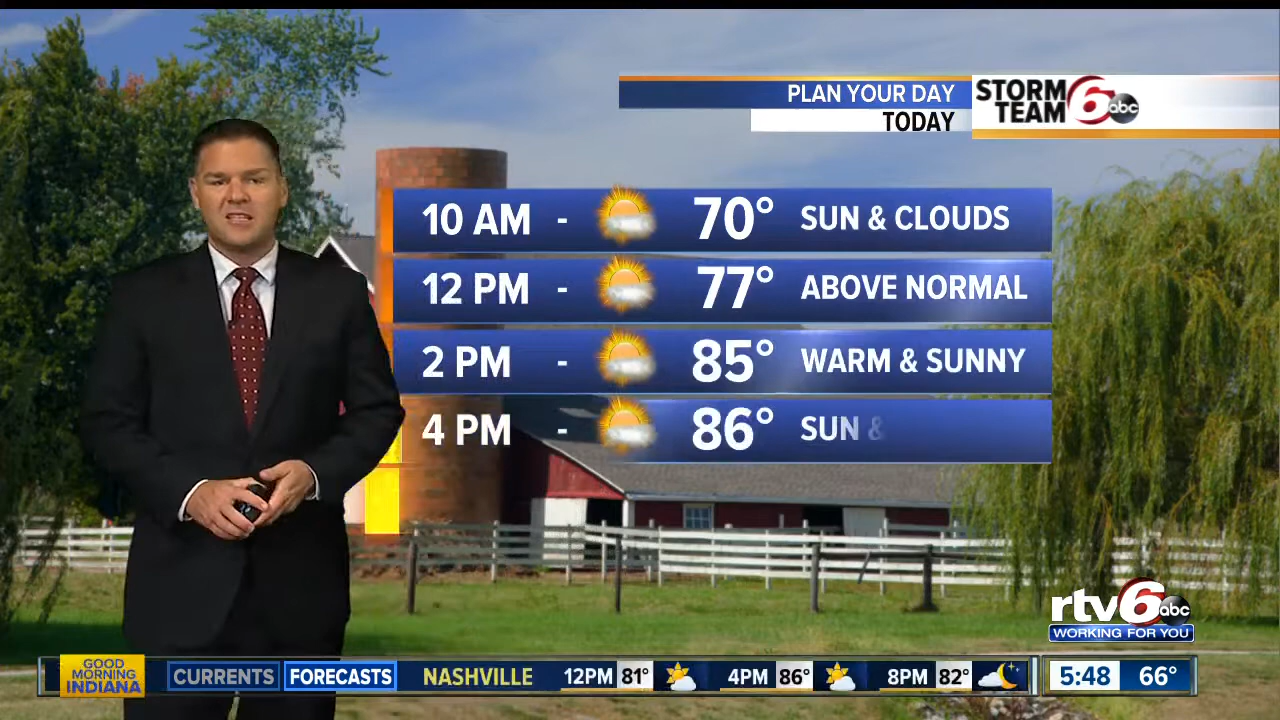 PLAN YOUR DAY
TODAY
STORM
TEAM 6 abc
10 AM - 70° SUN & CLOUDS
12 PM - 77° ABOVE NORMAL
2 PM - 85° WARM & SUNNY
4 PM - 86° SUN &
rtv6 abc
WORKING FOR YOU
GOOD
MORNING
INDIANA
CURRENTS FORECASTS NASHVILLE 12PM 81° 4PM 86° 8PM 82° 5:48 66°